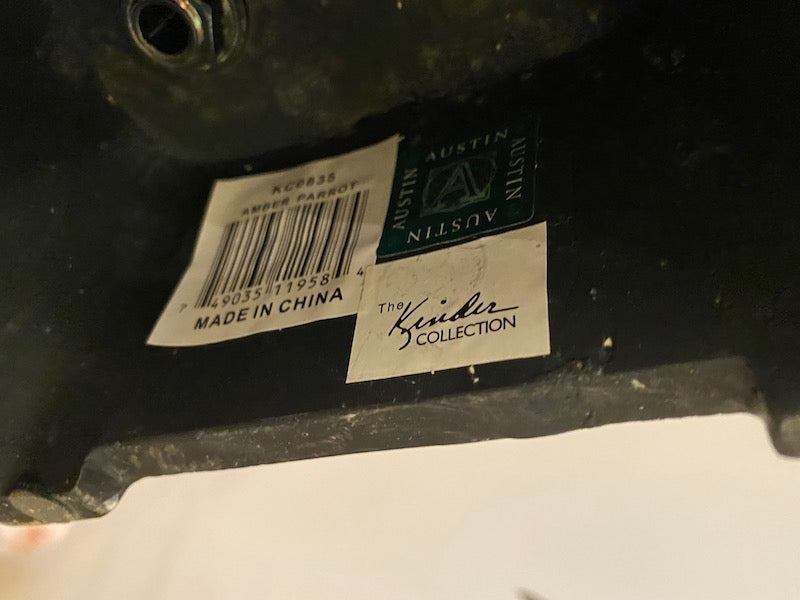 KC0835
AMBER PARROT
7 49035 11958 4
MADE IN CHINA
AUSTIN
AUSTIN
AUSTIN
AUSTIN
A
The Kinder
COLLECTION